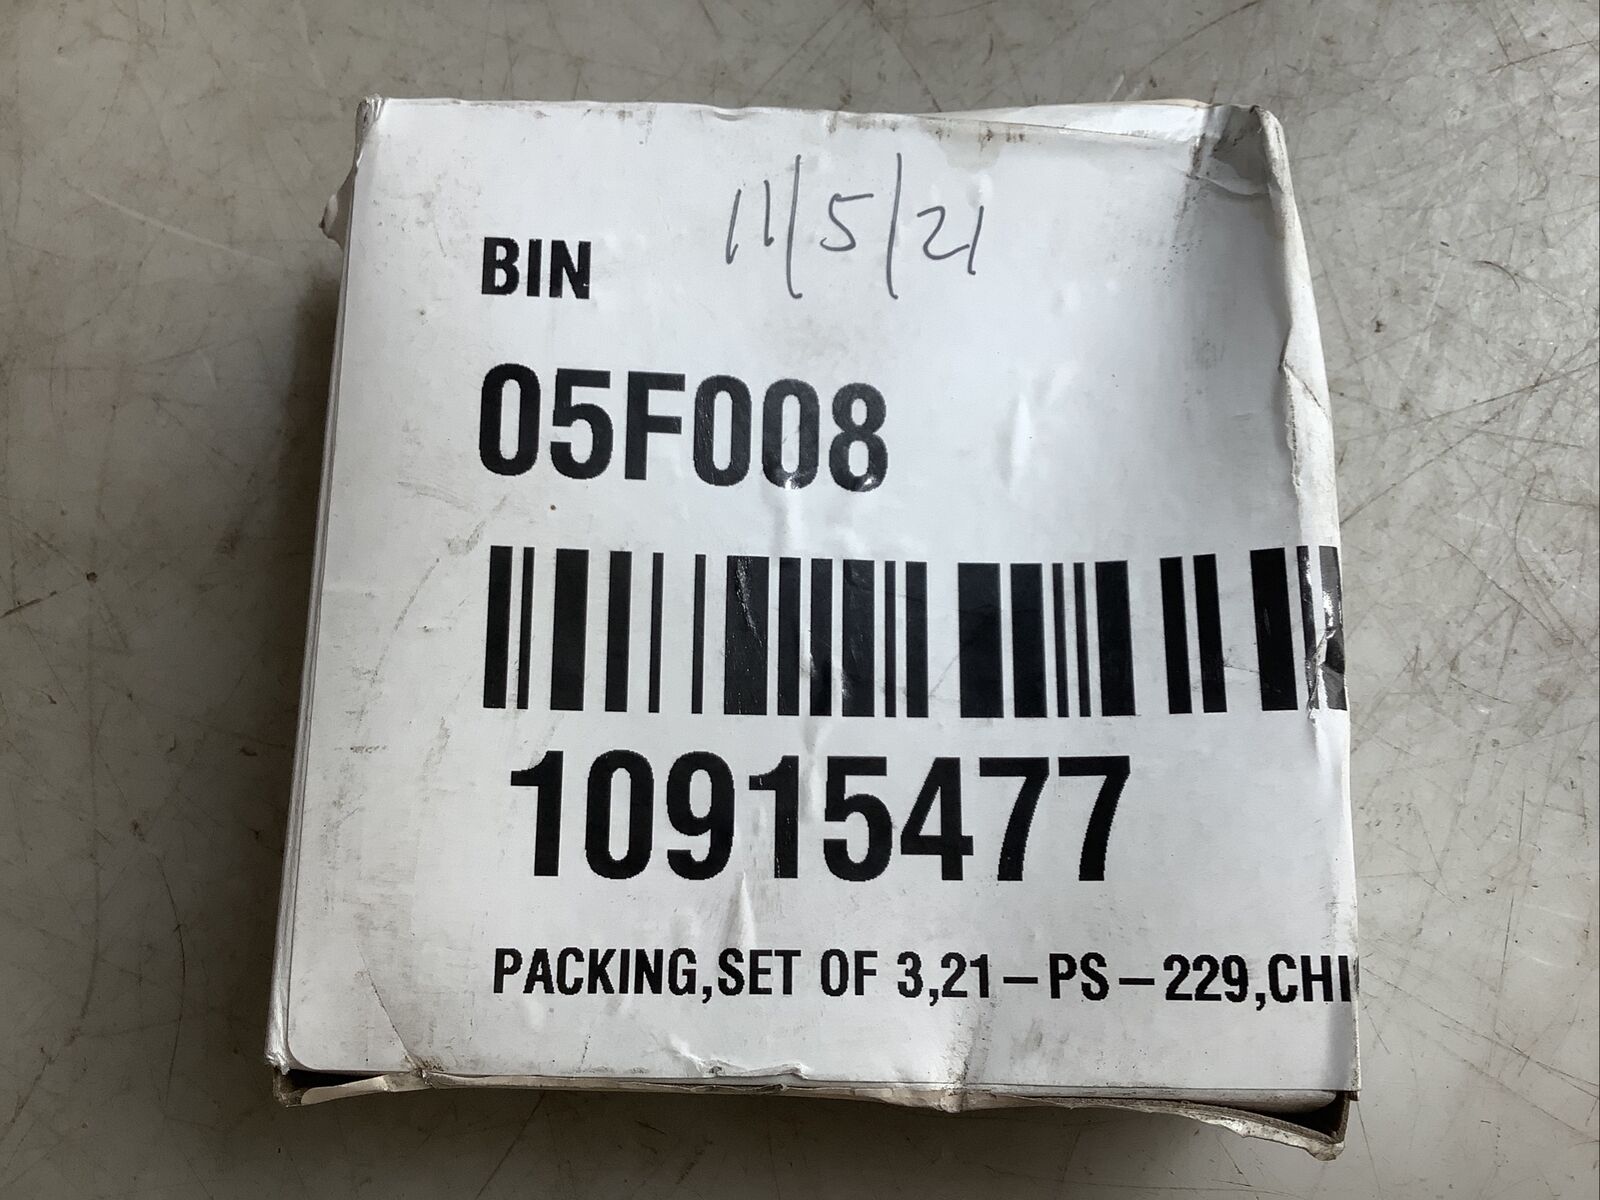 11/5/21
BIN
05F008
10915477
PACKING,SET OF 3,21-PS-229,CHI